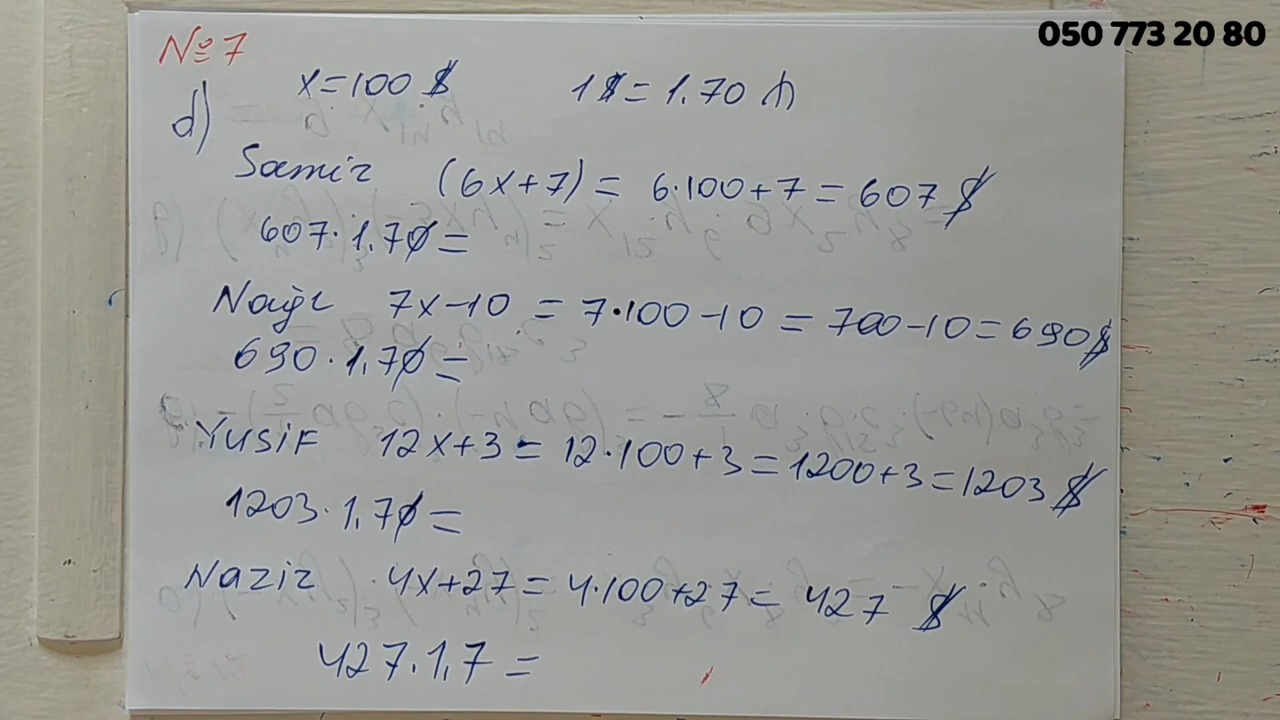 050 773 20 80
№7
d) x=100 $ 1$=1.70 ₼
Samir (6x+7)= 6·100+7=607 $
607·1.70=
Nağı 7x-10 = 7·100-10=700-10=690$
690·1.70=
Yusif 12x+3=12·100+3=1200+3=1203 $
1203·1.70=
Nazir 4x+27=4·100+27=427 $
427.1,7=